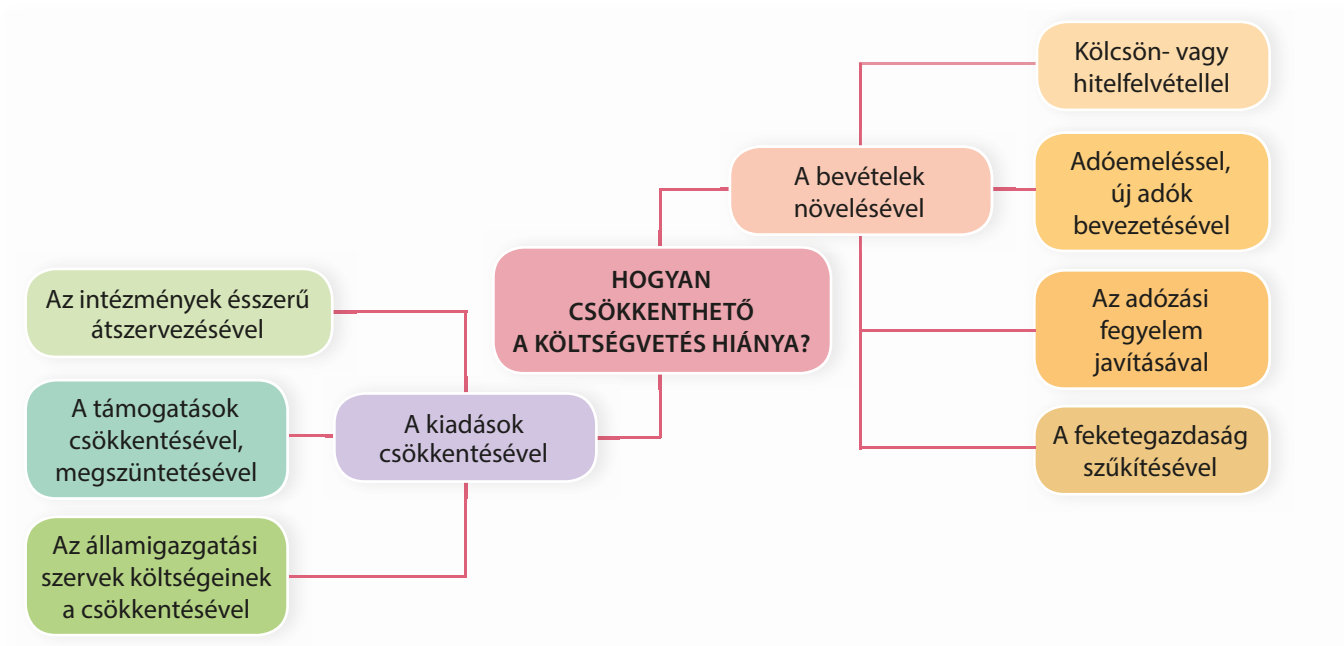 HOGYAN
CSÖKKENTHETŐ
A KÖLTSÉGVETÉS HIÁNYA?
A bevételek
növelésével
Kölcsön- vagy
hitelfelvétellel
Adóemeléssel,
új adók
bevezetésével
Az adózási
fegyelem
javításával
A feketegazdaság
szűkítésével
A kiadások
csökkentésével
Az intézmények ésszerű
átszervezésével
A támogatások
csökkentésével,
megszüntetésével
Az államigazgatási
szervek költségeinek
a csökkentésével